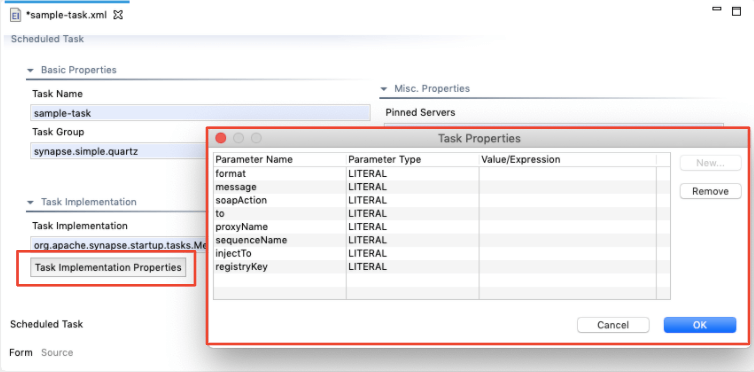 *sample-task.xml
Scheduled Task
Basic Properties
Task Name
sample-task
Task Group
synapse.simple.quartz
Misc. Properties
Pinned Servers
Task Implementation
Task Implementation
org.apache.synapse.startup.tasks.Me
Task Implementation Properties
Task Properties
Parameter Name Parameter Type Value/Expression
format LITERAL
message LITERAL
soapAction LITERAL
to LITERAL
proxyName LITERAL
sequenceName LITERAL
injectTo LITERAL
registryKey LITERAL
New...
Remove
Cancel OK
Scheduled Task
Form Source